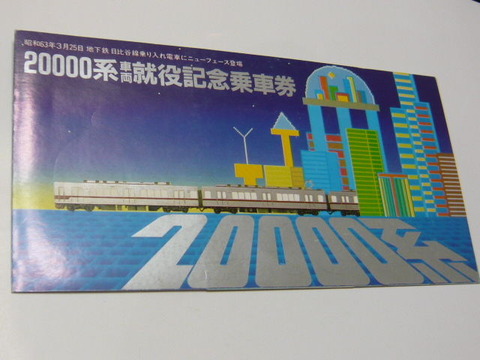 昭和63年3月25日 地下鉄 日比谷線乗り入れ電車にニューフェース登場
20000系車両就役記念乗車券
20000系